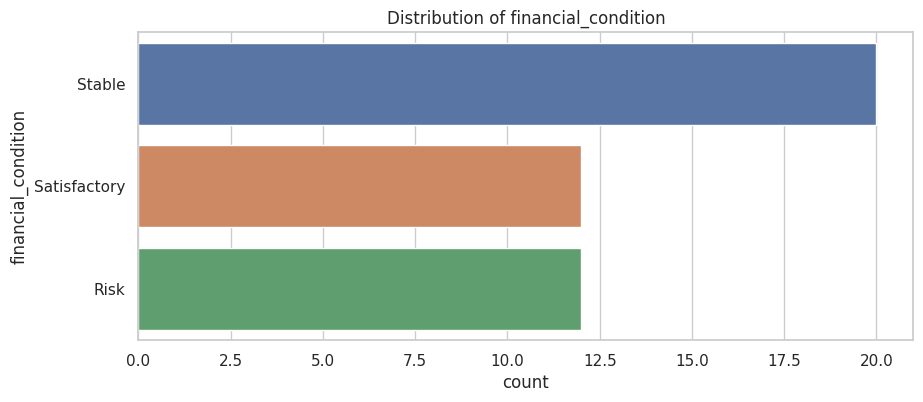 Distribution of financial_condition
financial_condition
Stable
Satisfactory
Risk
0.0 2.5 5.0 7.5 10.0 12.5 15.0 17.5 20.0
count